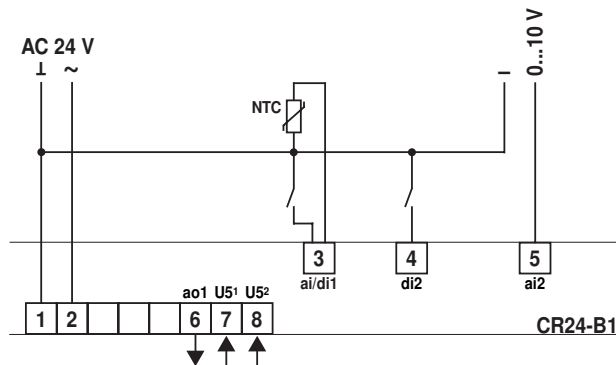 AC 24 V
⊥ ~
– 0...10 V
NTC
3 4 5
ai/di1 di2 ai2
ao1 U5¹ U5²
1 2 6 7 8
CR24-B1